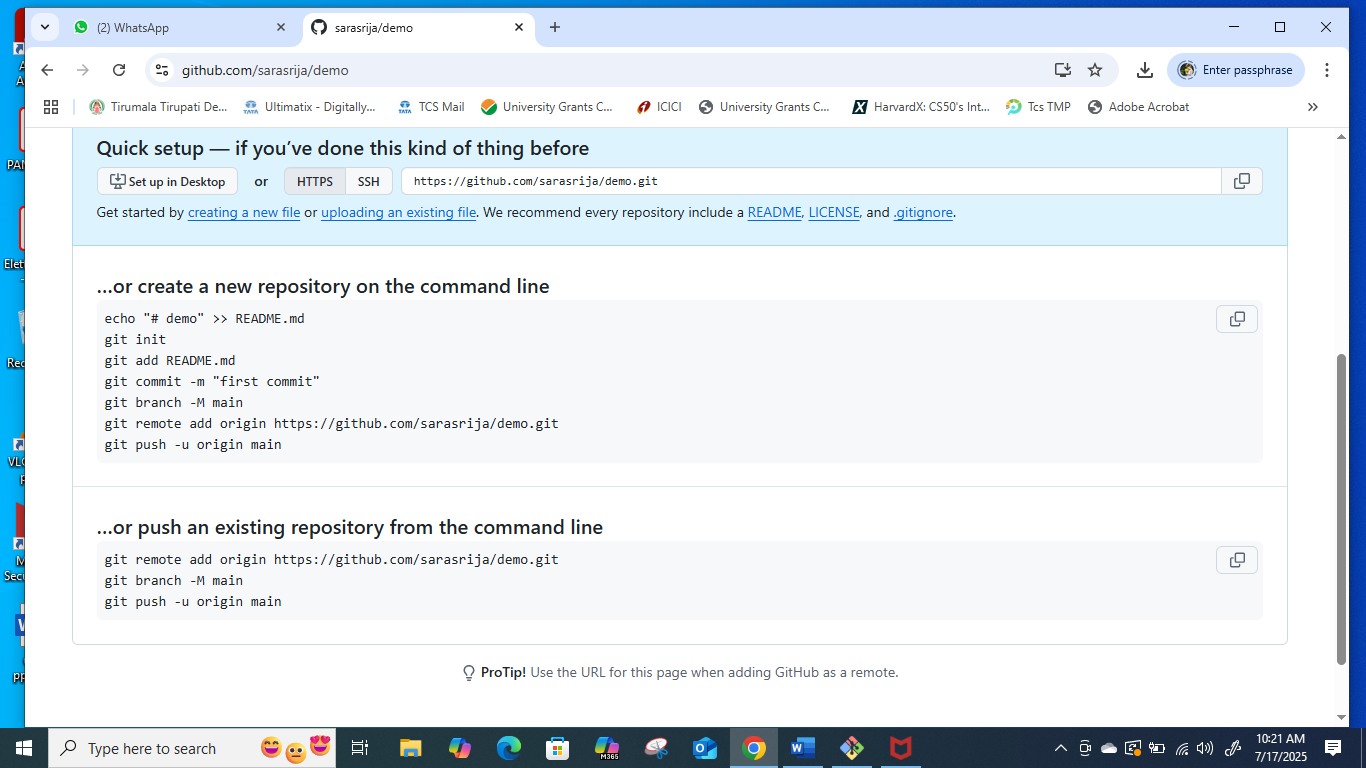 (2) WhatsApp
sarasrija/demo
github.com/sarasrija/demo
Enter passphrase
Tirumala Tirupati De...
Ultimatix - Digitally...
TCS Mail
University Grants C...
ICICI
University Grants C...
HarvardX: CS50's Int...
Tcs TMP
Adobe Acrobat
Quick setup — if you’ve done this kind of thing before
Set up in Desktop or HTTPS SSH https://github.com/sarasrija/demo.git
Get started by creating a new file or uploading an existing file. We recommend every repository include a README, LICENSE, and .gitignore.
…or create a new repository on the command line
echo "# demo" >> README.md
git init
git add README.md
git commit -m "first commit"
git branch -M main
git remote add origin https://github.com/sarasrija/demo.git
git push -u origin main
…or push an existing repository from the command line
git remote add origin https://github.com/sarasrija/demo.git
git branch -M main
git push -u origin main
ProTip! Use the URL for this page when adding GitHub as a remote.
Type here to search
M365
10:21 AM
7/17/2025